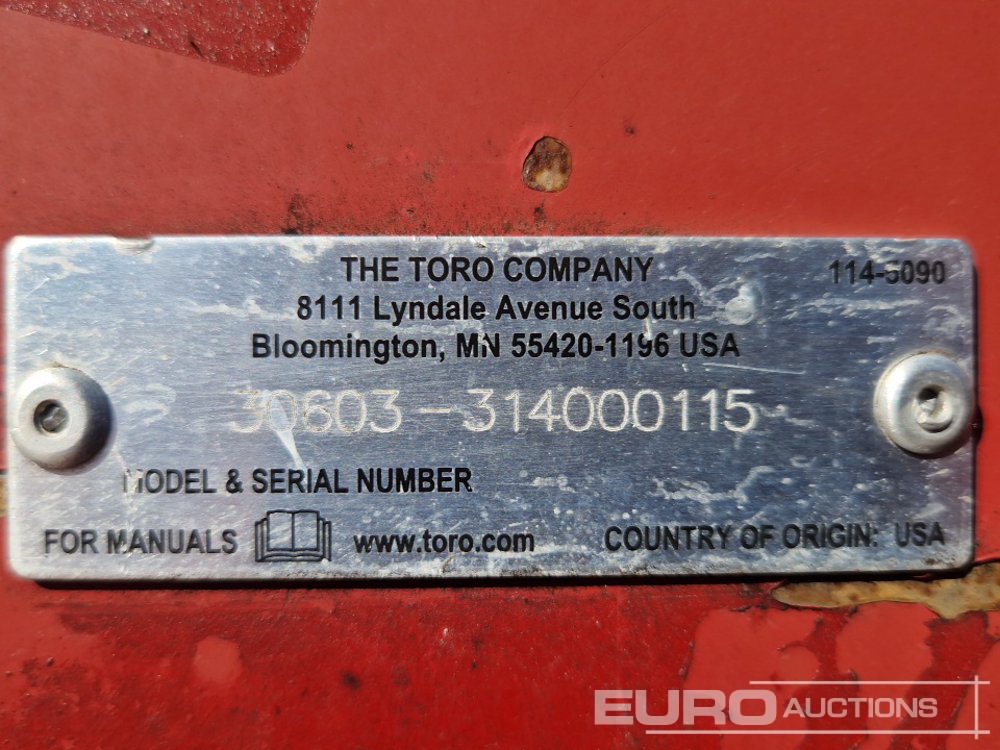 THE TORO COMPANY 114-5090
8111 Lyndale Avenue South
Bloomington, MN 55420-1196 USA
30603-314000115
MODEL & SERIAL NUMBER
FOR MANUALS www.toro.com COUNTRY OF ORIGIN: USA
EURO AUCTIONS